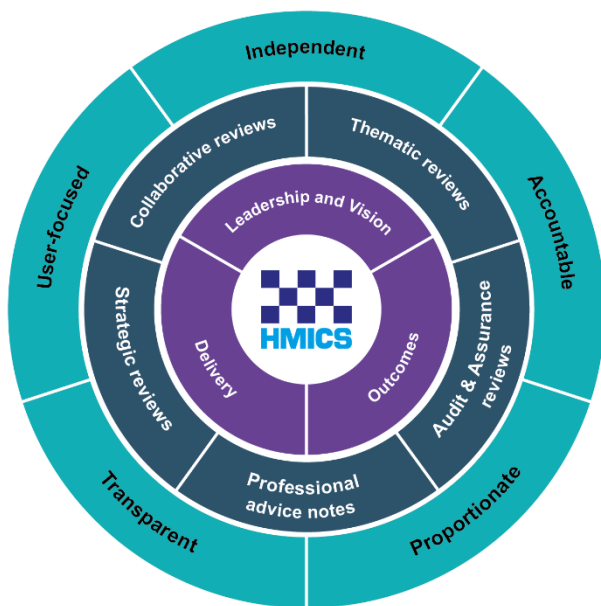 Independent
Accountable
Proportionate
Transparent
User-focused
Collaborative reviews
Thematic reviews
Audit & Assurance
reviews
Professional
advice notes
Strategic reviews
Leadership and Vision
Outcomes
Delivery
HMICS